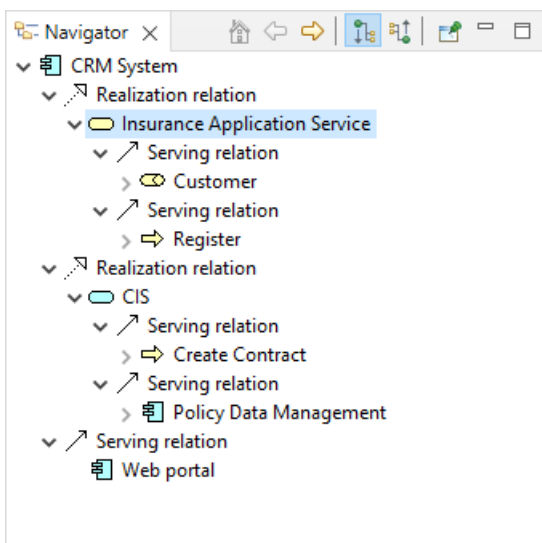 Navigator
CRM System
Realization relation
Insurance Application Service
Serving relation
Customer
Serving relation
Register
Realization relation
CIS
Serving relation
Create Contract
Serving relation
Policy Data Management
Serving relation
Web portal